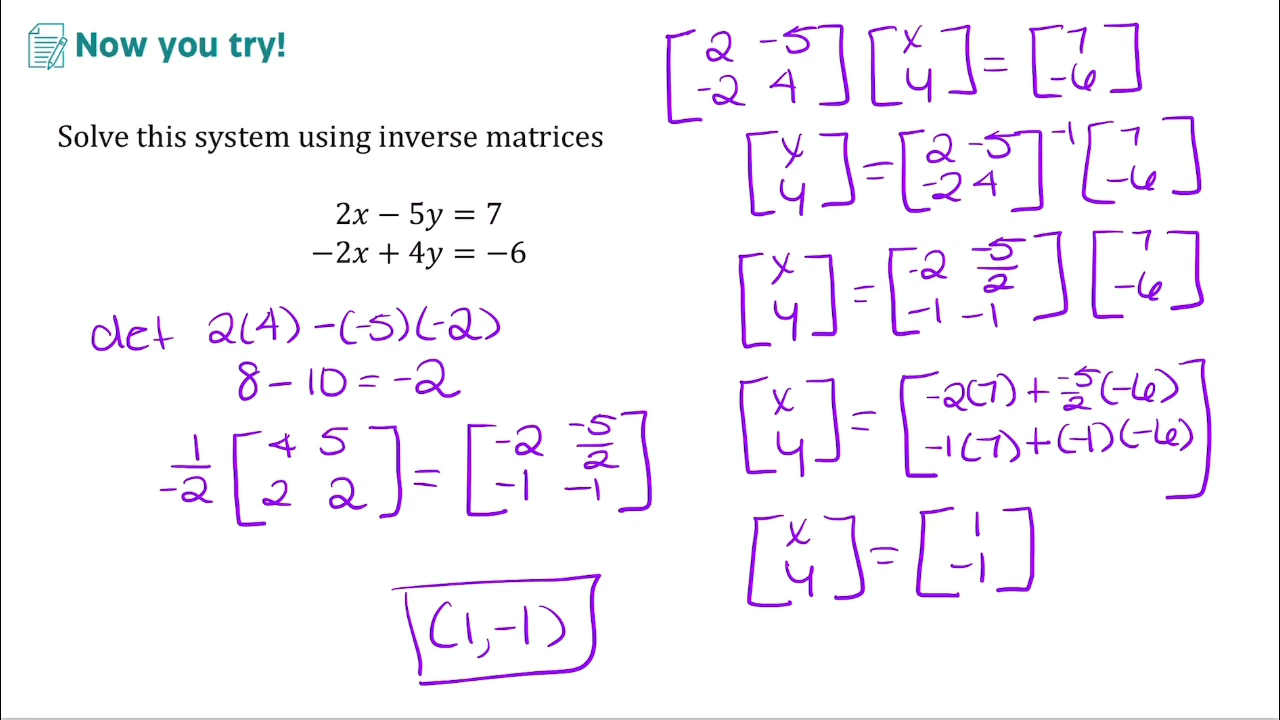 Now you try!
Solve this system using inverse matrices
2x − 5y = 7
−2x + 4y = −6
det 2(4) - (-5)(-2)
8 - 10 = -2
1/-2 [4 5; 2 2] = [-2 -5/2; -1 -1]
(1, -1)
[2 -5; -2 4] [x; y] = [7; -6]
[x; y] = [2 -5; -2 4]^-1 [7; -6]
[x; y] = [-2 -5/2; -1 -1] [7; -6]
[x; y] = [-2(7) + -5/2(-6); -1(7) + (-1)(-6)]
[x; y] = [1; -1]